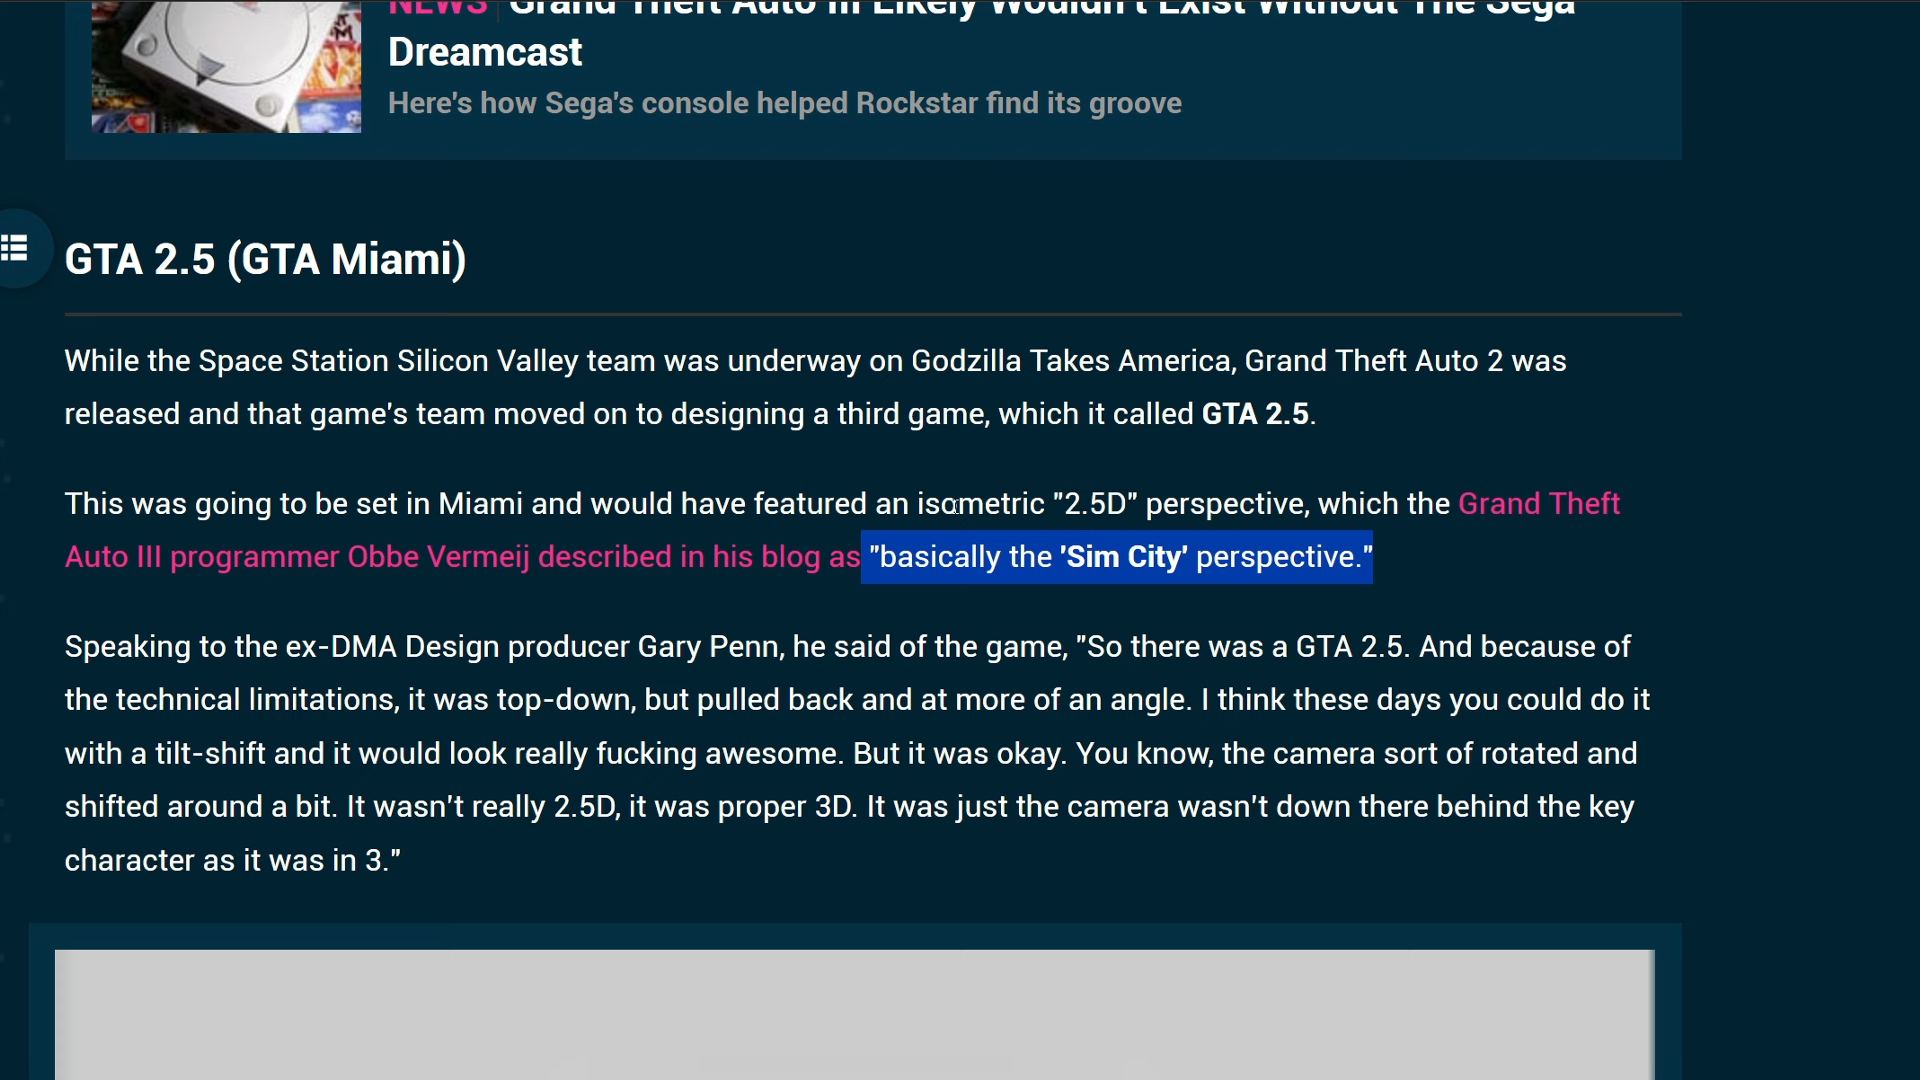 NEWS | Grand Theft Auto III Likely Wouldn't Exist Without The Sega
Dreamcast
Here's how Sega's console helped Rockstar find its groove
GTA 2.5 (GTA Miami)
While the Space Station Silicon Valley team was underway on Godzilla Takes America, Grand Theft Auto 2 was
released and that game's team moved on to designing a third game, which it called GTA 2.5.
This was going to be set in Miami and would have featured an isometric "2.5D" perspective, which the Grand Theft
Auto III programmer Obbe Vermeij described in his blog as "basically the 'Sim City' perspective."
Speaking to the ex-DMA Design producer Gary Penn, he said of the game, "So there was a GTA 2.5. And because of
the technical limitations, it was top-down, but pulled back and at more of an angle. I think these days you could do it
with a tilt-shift and it would look really fucking awesome. But it was okay. You know, the camera sort of rotated and
shifted around a bit. It wasn't really 2.5D, it was proper 3D. It was just the camera wasn't down there behind the key
character as it was in 3."